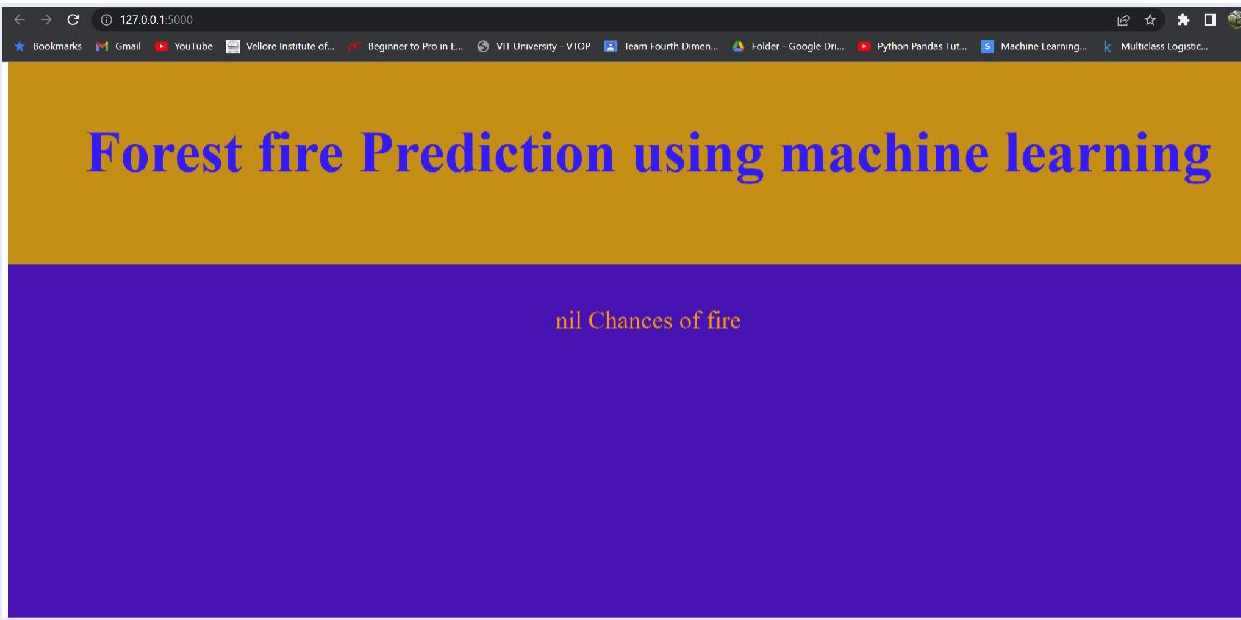 127.0.0.1:5000
Bookmarks Gmail YouTube Vellore Institute of... Beginner to Pro in E... VIT University - VTOP Team Fourth Dimen... Folder - Google Dri... Python Pandas Tut... Machine Learning... Multiclass Logistic...
Forest fire Prediction using machine learning
nil Chances of fire